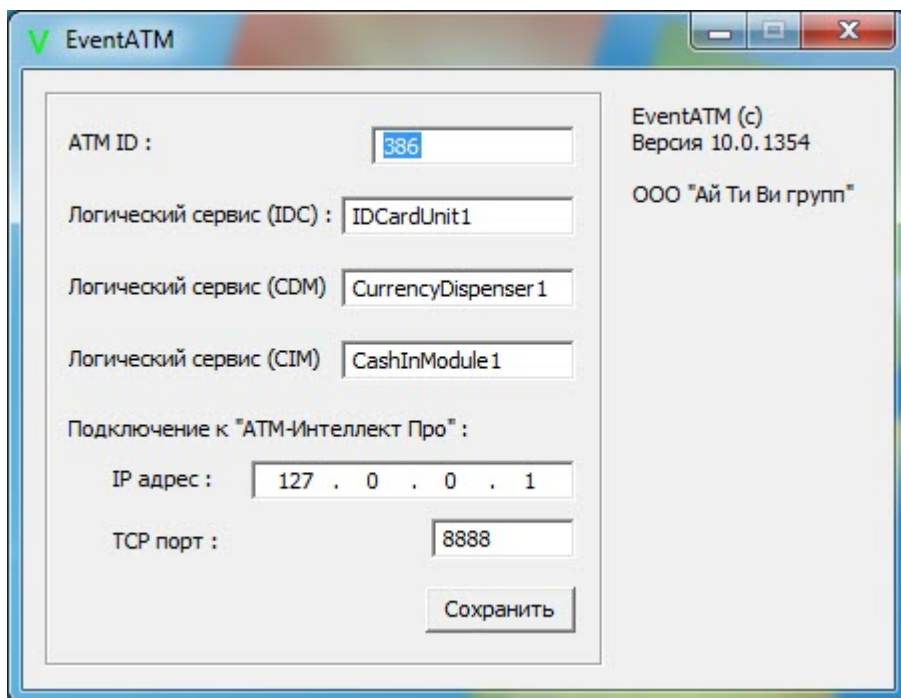 EventATM
ATM ID :
386
Логический сервис (IDC) :
IDCardUnit1
Логический сервис (CDM)
CurrencyDispenser1
Логический сервис (CIM)
CashInModule1
Подключение к "АТМ-Интеллект Про" :
IP адрес :
127 . 0 . 0 . 1
TCP порт :
8888
Сохранить
EventATM (c)
Версия 10.0.1354
ООО "Ай Ти Ви групп"